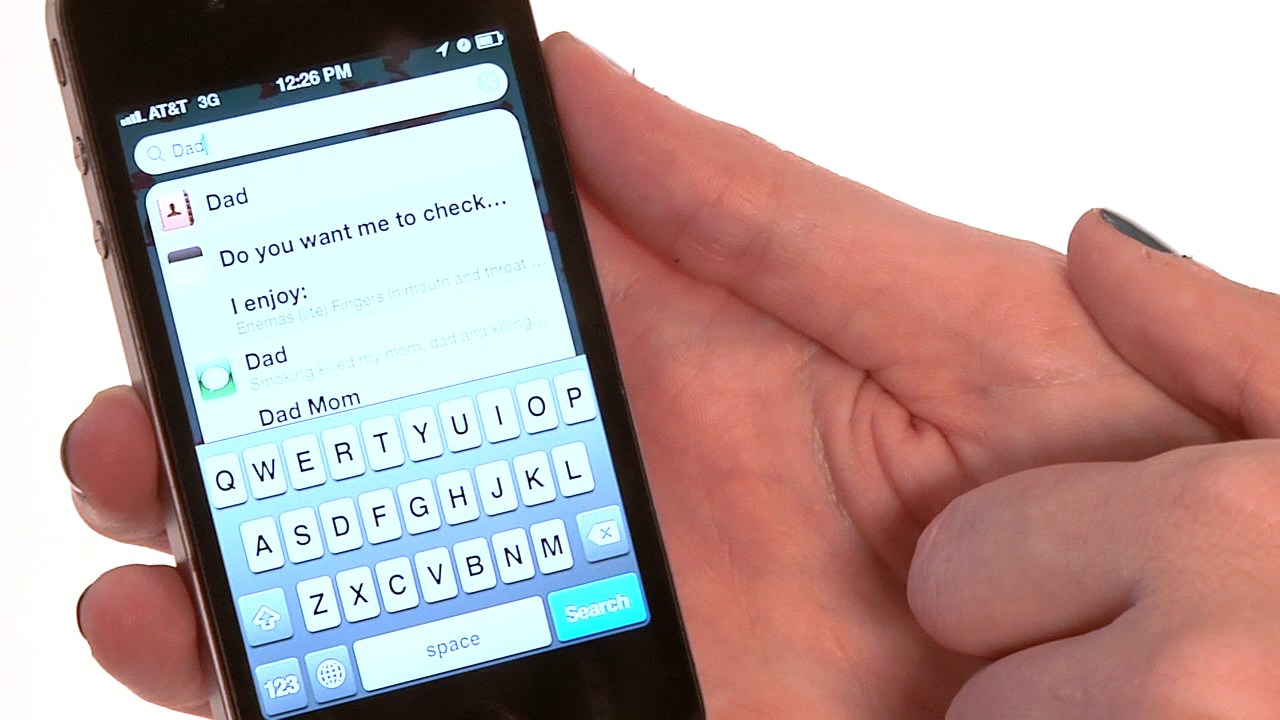 AT&T 3G 12:26 PM
Dad
Dad
Do you want me to check...
I enjoy:
Enemas (lite) Fingers in mouth and throat ...
Dad
Smoking killed my mom, dad and killing...
Dad Mom
Q W E R T Y U I O P
A S D F G H J K L
Z X C V B N M
123 space Search